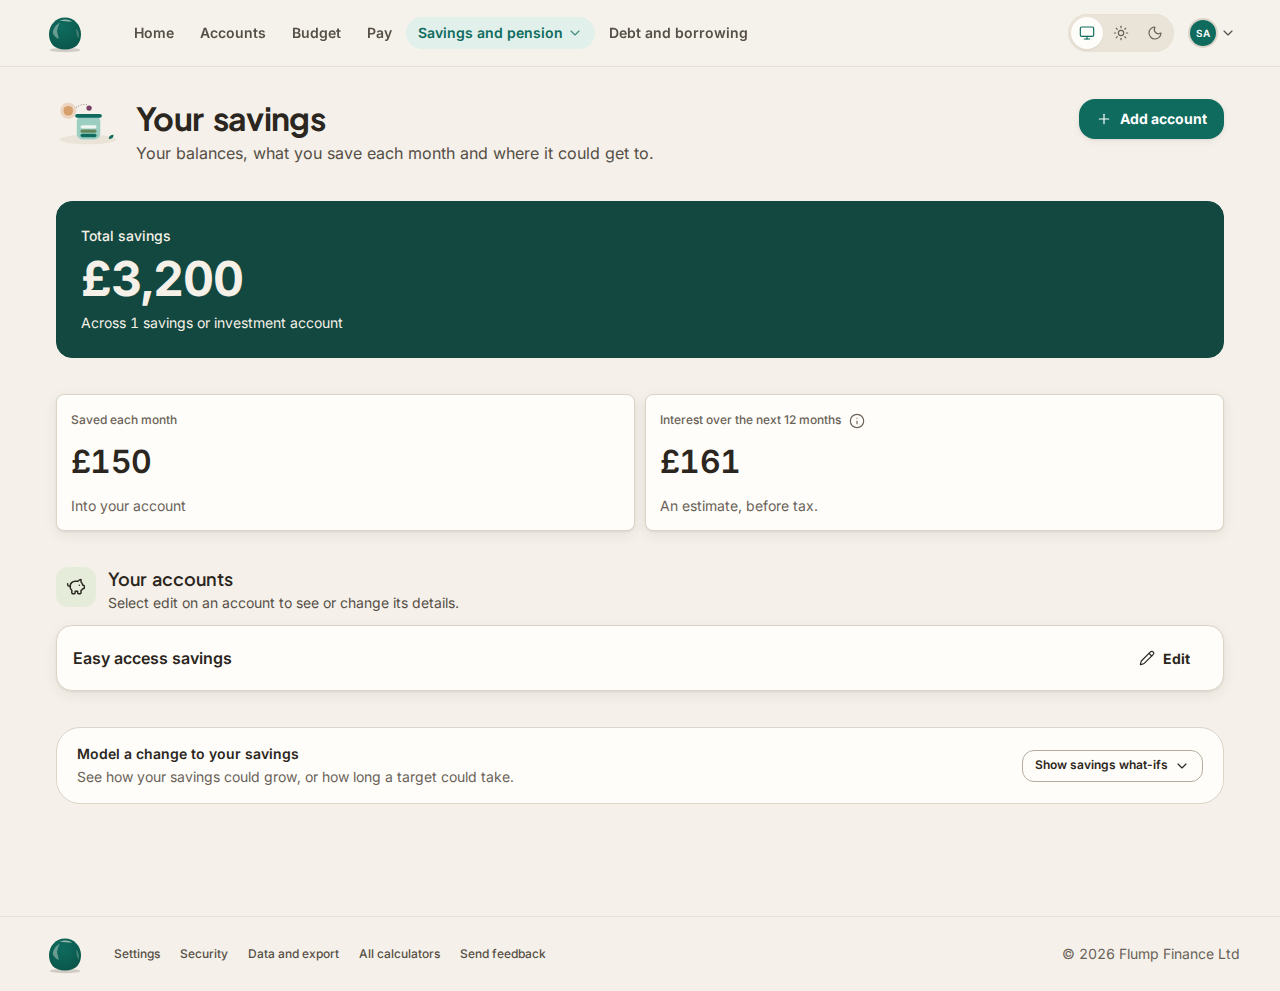 Home Accounts Budget Pay Savings and pension Debt and borrowing SA
Your savings
Your balances, what you save each month and where it could get to.
Add account
Total savings
£3,200
Across 1 savings or investment account
Saved each month
£150
Into your account
Interest over the next 12 months
£161
An estimate, before tax.
Your accounts
Select edit on an account to see or change its details.
Easy access savings
Edit
Model a change to your savings
See how your savings could grow, or how long a target could take.
Show savings what-ifs
Settings Security Data and export All calculators Send feedback © 2026 Flump Finance Ltd